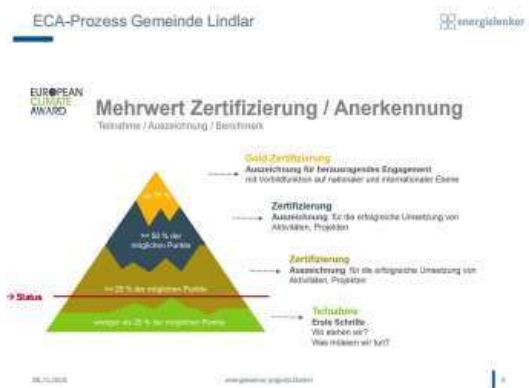 ECA-Prozess Gemeinde Lindlar
energielenker
EUROPEAN
CLIMATE
AWARD
Mehrwert Zertifizierung / Anerkennung
Teilnahme / Auszeichnung / Benchmark
Gold Zertifizierung
Auszeichnung für herausragendes Engagement
mit Vorbildfunktion auf nationaler und internationaler Ebene
>= 50 % der
möglichen Punkte
Zertifizierung
Auszeichnung für die erfolgreiche Umsetzung von
Aktivitäten, Projekten
Zertifizierung
Auszeichnung für die erfolgreiche Umsetzung von
Aktivitäten, Projekten
>= 25 % der möglichen Punkte
→ Status
weniger als 25 % der möglichen Punkte
Teilnahme
Erste Schritte
Wo stehen wir?
Was müssen wir tun?